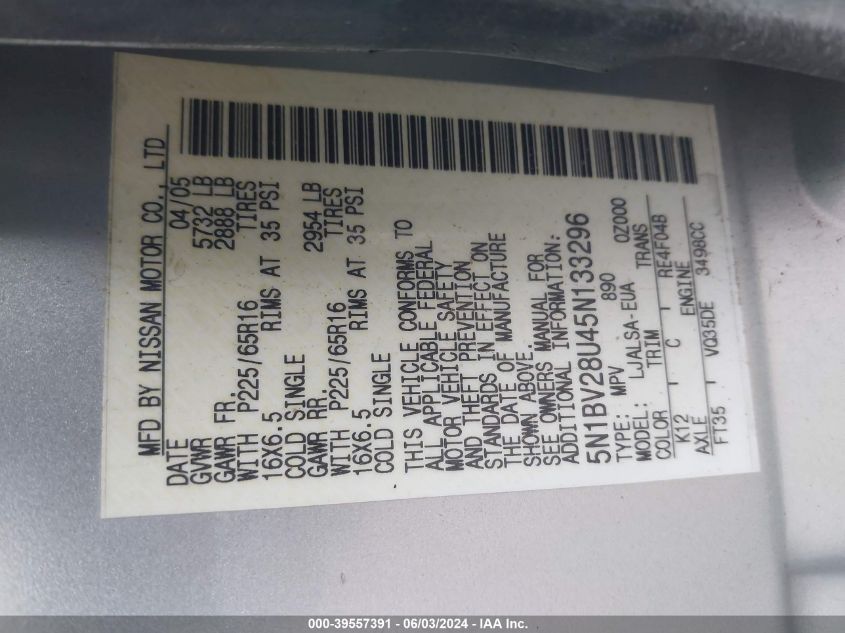 MFD BY NISSAN MOTOR CO., LTD
DATE 04/05
GVWR 5732 LB
GAWR FR. 2888 LB
WITH P225/65R16 TIRES
16X6.5 RIMS AT 35 PSI
COLD SINGLE
GAWR RR. 2954 LB
WITH P225/65R16 TIRES
16X6.5 RIMS AT 35 PSI
COLD SINGLE
THIS VEHICLE CONFORMS TO
ALL APPLICABLE FEDERAL
MOTOR VEHICLE SAFETY
AND THEFT PREVENTION
STANDARDS IN EFFECT ON
THE DATE OF MANUFACTURE
SHOWN ABOVE.
SEE OWNERS MANUAL FOR
ADDITIONAL INFORMATION:
5N1BV28U45N133296
TYPE: MPV 890 0Z000
MODEL: LJALSA-EUA
COLOR TRIM TRANS
K12 C RE4F04B
AXLE ENGINE
FT35 VQ35DE 3498CC
000-39557391 - 06/03/2024 - IAA Inc.